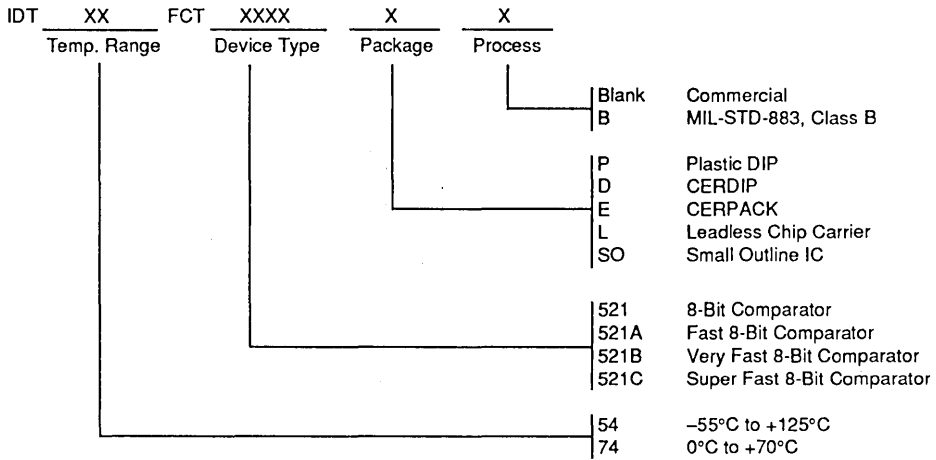 IDT XX FCT XXXX X X
Temp. Range Device Type Package Process
Blank Commercial
B MIL-STD-883, Class B
P Plastic DIP
D CERDIP
E CERPACK
L Leadless Chip Carrier
SO Small Outline IC
521 8-Bit Comparator
521A Fast 8-Bit Comparator
521B Very Fast 8-Bit Comparator
521C Super Fast 8-Bit Comparator
54 –55°C to +125°C
74 0°C to +70°C